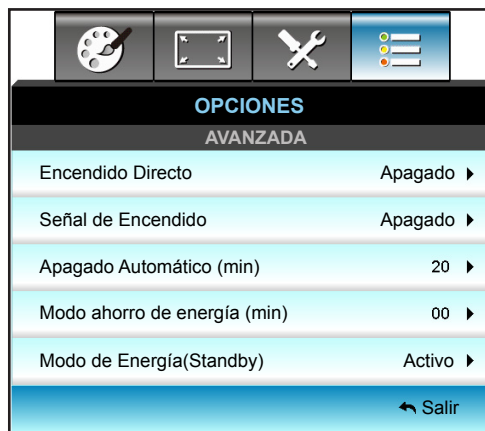 OPCIONES
AVANZADA
Encendido Directo Apagado
Señal de Encendido Apagado
Apagado Automático (min) 20
Modo ahorro de energía (min) 00
Modo de Energía(Standby) Activo
Salir